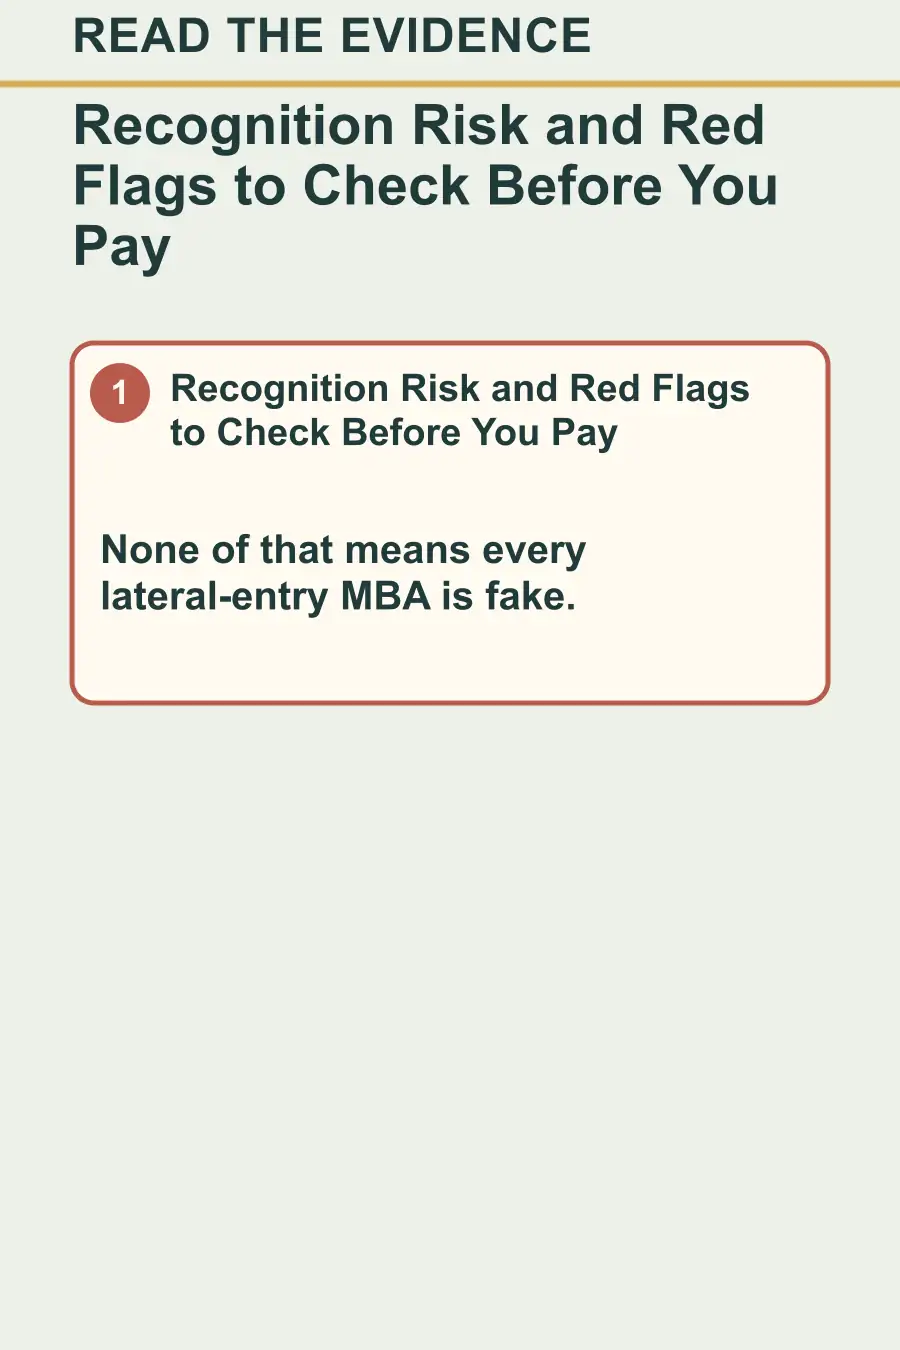 READ THE EVIDENCE
Recognition Risk and Red
Flags to Check Before You
Pay
1
Recognition Risk and Red Flags
to Check Before You Pay
None of that means every
lateral-entry MBA is fake.